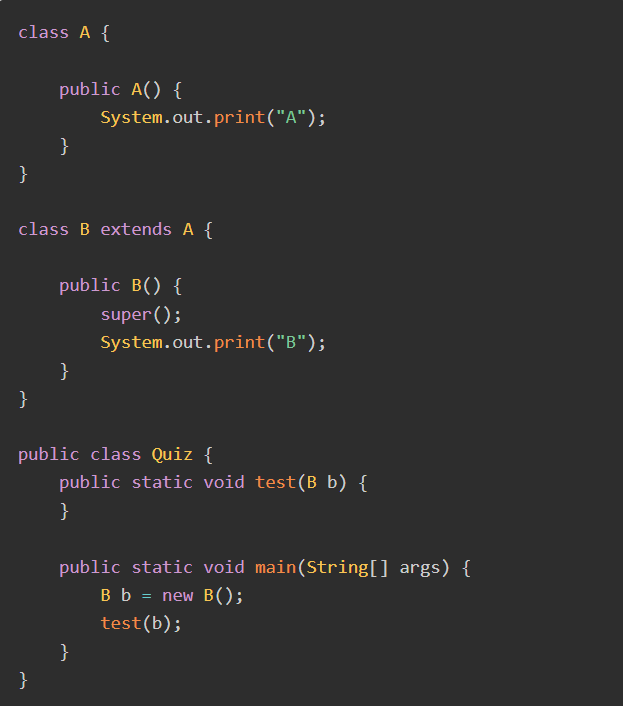 class A {
    public A() {
        System.out.print("A");
    }
}
class B extends A {
    public B() {
        super();
        System.out.print("B");
    }
}
public class Quiz {
    public static void test(B b) {
    }
    public static void main(String[] args) {
        B b = new B();
        test(b);
    }
}